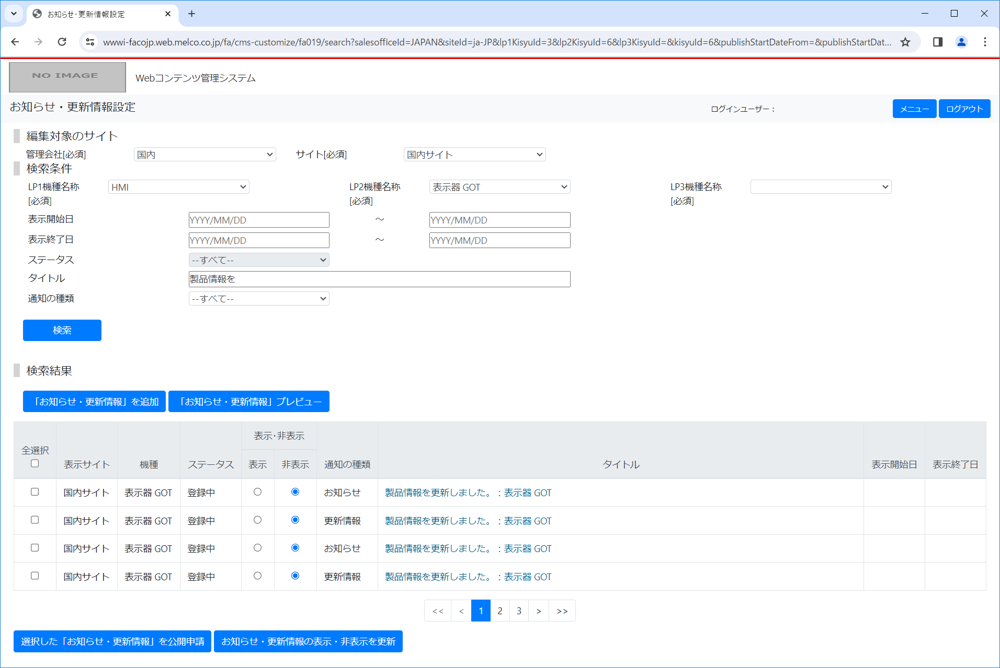 お知らせ･更新情報設定
wwwi-facojp.web.melco.co.jp/fa/cms-customize/fa019/search?salesofficeId=JAPAN&siteId=ja-JP&lp1KisyuId=3&lp2KisyuId=6&lp3KisyuId=&kisyuId=6&publishStartDateFrom=&publishStartDat...
NO IMAGE Webコンテンツ管理システム
お知らせ・更新情報設定 ログインユーザー： メニュー ログアウト
編集対象のサイト
管理会社[必須] 国内 サイト[必須] 国内サイト
検索条件
LP1機種名称 HMI LP2機種名称 表示器 GOT LP3機種名称
[必須] [必須] [必須]
表示開始日 YYYY/MM/DD ～ YYYY/MM/DD
表示終了日 YYYY/MM/DD ～ YYYY/MM/DD
ステータス --すべて--
タイトル 製品情報を
通知の種類 --すべて--
検索
検索結果
「お知らせ・更新情報」を追加 「お知らせ・更新情報」プレビュー
表示･非表示
全選択 表示サイト 機種 ステータス 表示 非表示 通知の種類 タイトル 表示開始日 表示終了日
国内サイト 表示器 GOT 登録中 お知らせ 製品情報を更新しました。：表示器 GOT
国内サイト 表示器 GOT 登録中 更新情報 製品情報を更新しました。：表示器 GOT
国内サイト 表示器 GOT 登録中 お知らせ 製品情報を更新しました。：表示器 GOT
国内サイト 表示器 GOT 登録中 更新情報 製品情報を更新しました。：表示器 GOT
<< < 1 2 3 > >>
選択した「お知らせ・更新情報」を公開申請 お知らせ・更新情報の表示・非表示を更新